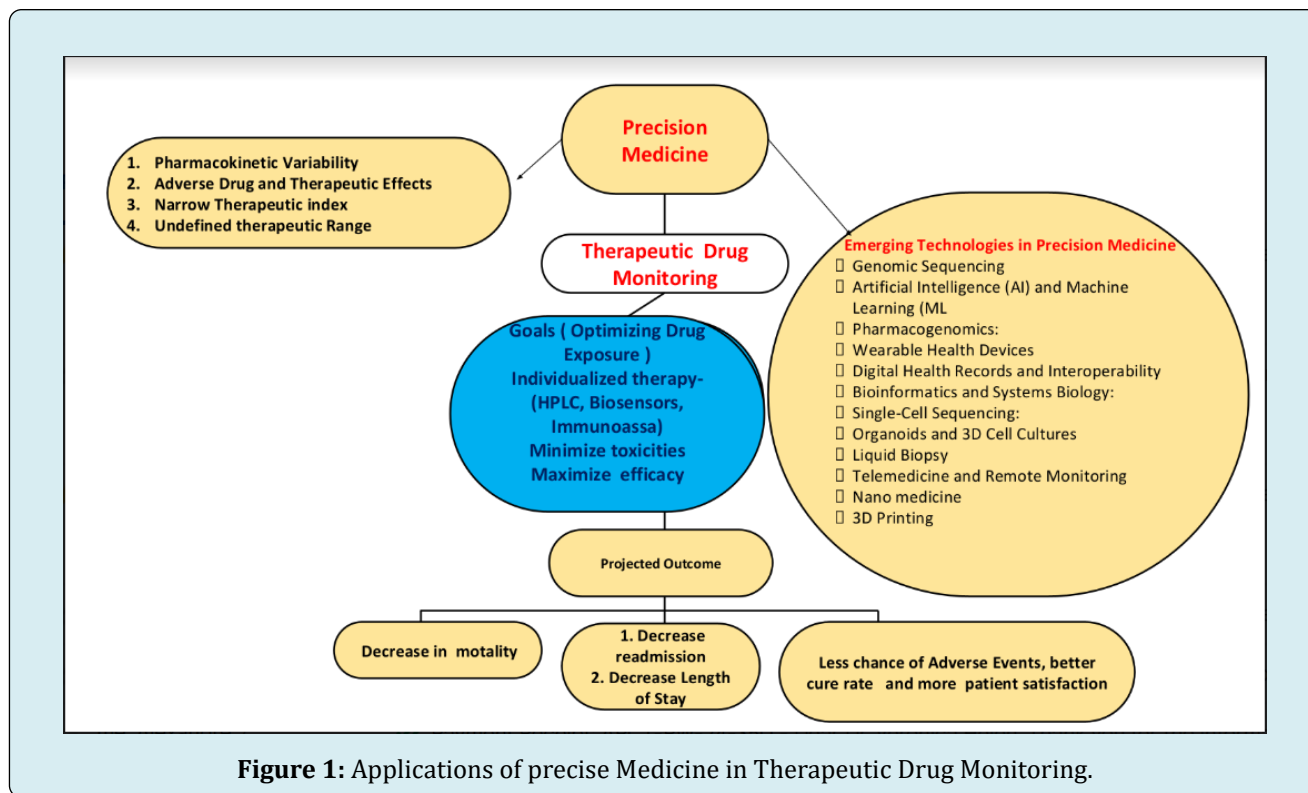 Precision
Medicine
1. Pharmacokinetic Variability
2. Adverse Drug and Therapeutic Effects
3. Narrow Therapeutic index
4. Undefined therapeutic Range
Therapeutic Drug
Monitoring
Emerging Technologies in Precision Medicine
▯ Genomic Sequencing
▯ Artificial Intelligence (AI) and Machine
Learning (ML
▯ Pharmacogenomics:
▯ Wearable Health Devices
▯ Digital Health Records and Interoperability
▯ Bioinformatics and Systems Biology:
▯ Single-Cell Sequencing:
▯ Organoids and 3D Cell Cultures
▯ Liquid Biopsy
▯ Telemedicine and Remote Monitoring
▯ Nano medicine
▯ 3D Printing
Goals ( Optimizing Drug
Exposure )
Individualized therapy-
(HPLC, Biosensors,
Immunoassa)
Minimize toxicities
Maximize efficacy
Projected Outcome
Decrease in motality
1. Decrease
readmission
2. Decrease Length
of Stay
Less chance of Adverse Events, better
cure rate and more patient satisfaction
Figure 1: Applications of precise Medicine in Therapeutic Drug Monitoring.